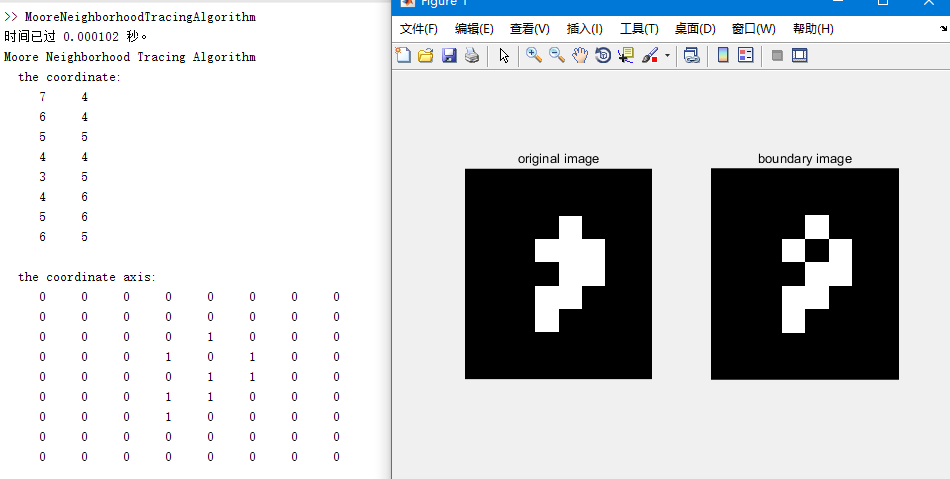 >> MooreNeighborhoodTracingAlgorithm
时间已过 0.000102 秒。
Moore Neighborhood Tracing Algorithm
the coordinate:
7 4
6 4
5 5
4 4
3 5
4 6
5 6
6 5
the coordinate axis:
0 0 0 0 0 0 0 0
0 0 0 0 0 0 0 0
0 0 0 0 1 0 0 0
0 0 0 1 0 1 0 0
0 0 0 0 1 1 0 0
0 0 0 1 1 0 0 0
0 0 0 1 0 0 0 0
0 0 0 0 0 0 0 0
0 0 0 0 0 0 0 0
Figure 1
文件(F) 编辑(E) 查看(V) 插入(I) 工具(T) 桌面(D) 窗口(W) 帮助(H)
original image
boundary image